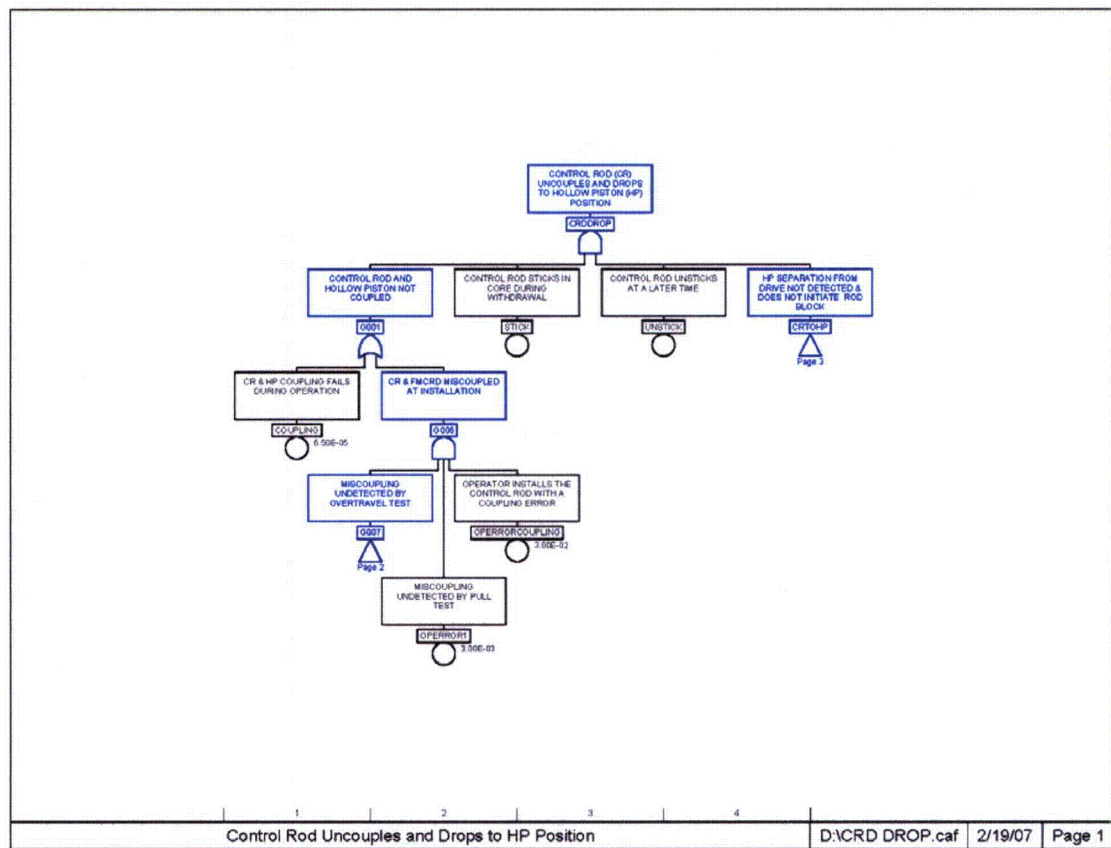 CONTROL ROD (CR)
UNCOUPLES AND DROPS
TO HOLLOW PISTON (HP)
POSITION
CRDDROP
CONTROL ROD AND
HOLLOW PISTON NOT
COUPLED
G001
CONTROL ROD STICKS IN
CORE DURING
WITHDRAWAL
STICK
CONTROL ROD UNSTICKS
AT A LATER TIME
UNSTICK
HP SEPARATION FROM
DRIVE NOT DETECTED &
DOES NOT INITIATE ROD
BLOCK
CRTOHP
Page 3
CR & HP COUPLING FAILS
DURING OPERATION
COUPLING
CR & FMCRD MISCOUPLED
AT INSTALLATION
G006
MISCOUPLING
UNDETECTED BY
OVERTRAVEL TEST
G007
Page 2
OPERATOR INSTALLS THE
CONTROL ROD WITH A
COUPLING ERROR
OPERRORCOUPLING
3.00E-02
MISCOUPLING
UNDETECTED BY PULL
TEST
OPERROR1
3.00E-03
1 2 3 4
Control Rod Uncouples and Drops to HP Position D:\CRD DROP.caf 2/19/07 Page 1